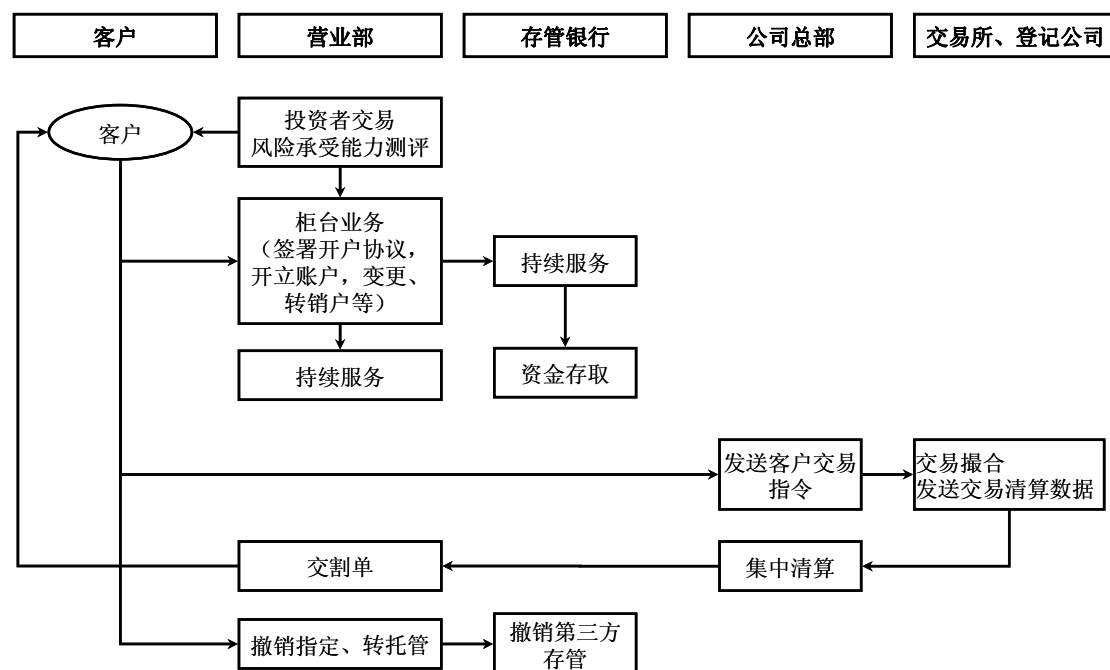 客户
营业部
存管银行
公司总部
交易所、登记公司
客户
投资者交易
风险承受能力测评
柜台业务
（签署开户协议，
开立账户，变更、
转销户等）
持续服务
持续服务
资金存取
发送客户交易
指令
交易撮合
发送交易清算数据
交割单
集中清算
撤销指定、转托管
撤销第三方
存管